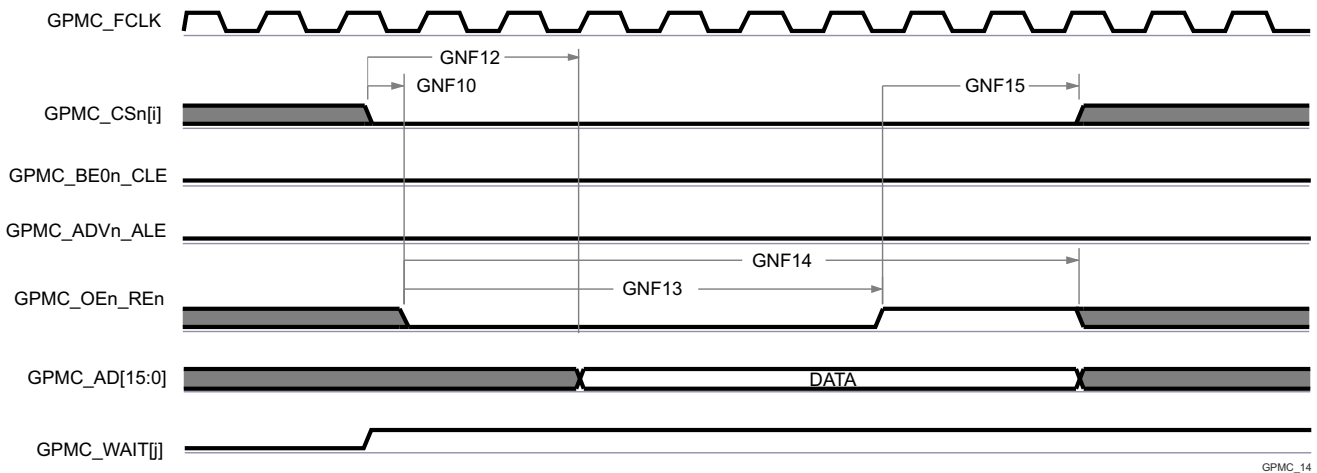 GPMC_FCLK
GNF12
GNF10
GNF15
GPMC_CSn[i]
GPMC_BE0n_CLE
GPMC_ADVn_ALE
GNF14
GNF13
GPMC_OEn_REn
GPMC_AD[15:0]
DATA
GPMC_WAIT[j]
GPMC_14